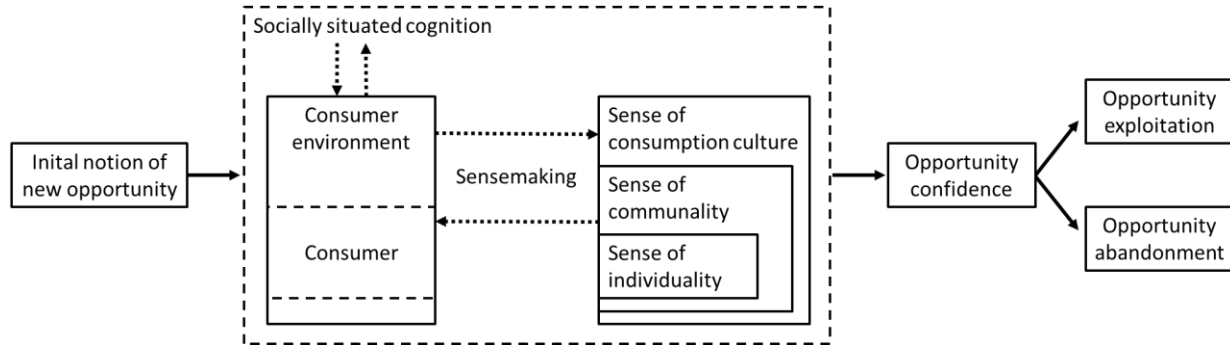 Socially situated cognition
Inital notion of
new opportunity
Consumer
environment
Consumer
Sensemaking
Sense of
consumption culture
Sense of
communality
Sense of
individuality
Opportunity
confidence
Opportunity
exploitation
Opportunity
abandonment